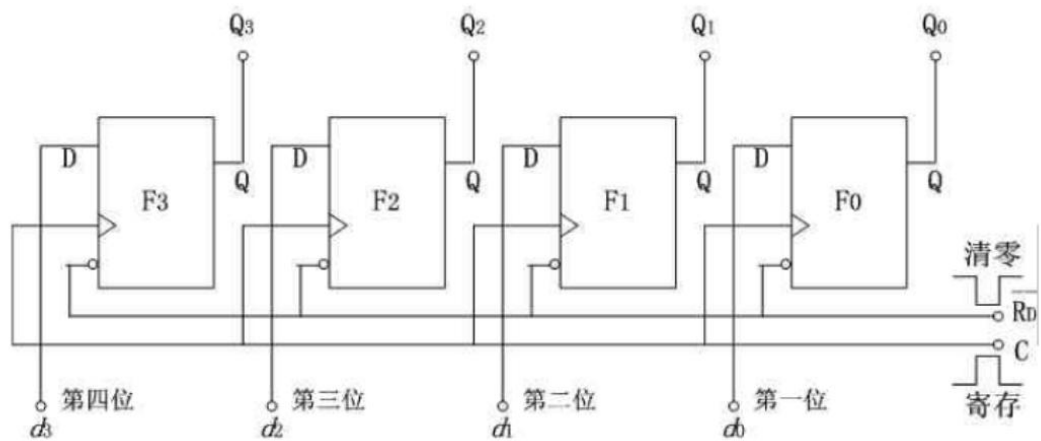 Q3 Q2 Q1 Q0
D D D D
Q Q Q Q
F3 F2 F1 F0
清零
RD
C
第四位 第三位 第二位 第一位
寄存
d3 d2 d1 d0